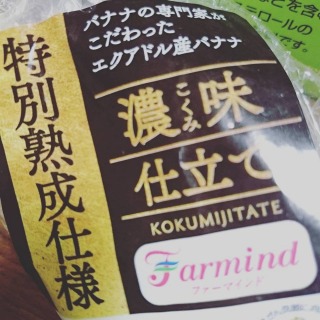 バナナの専門家が
こだわった
エクアドル産バナナ
特別熟成仕様
こくみ
濃味
仕立て
KOKUMIJITATE
Farmind
ファーマインド